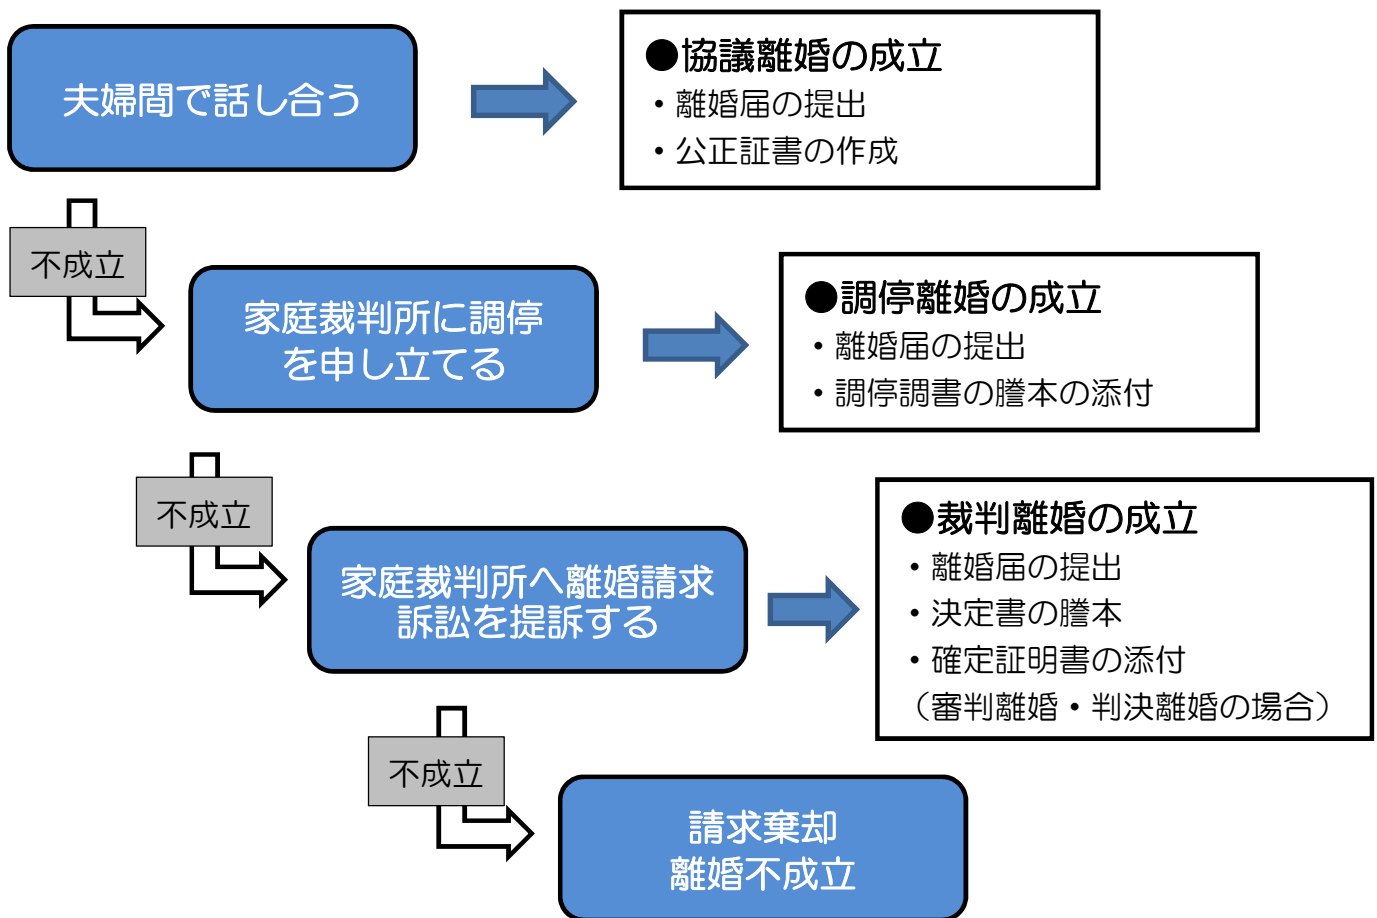 夫婦間で話し合う
●協議離婚の成立
・離婚届の提出
・公正証書の作成
不成立
家庭裁判所に調停
を申し立てる
●調停離婚の成立
・離婚届の提出
・調停調書の謄本の添付
不成立
家庭裁判所へ離婚請求
訴訟を提訴する
●裁判離婚の成立
・離婚届の提出
・決定書の謄本
・確定証明書の添付
（審判離婚・判決離婚の場合）
不成立
請求棄却
離婚不成立